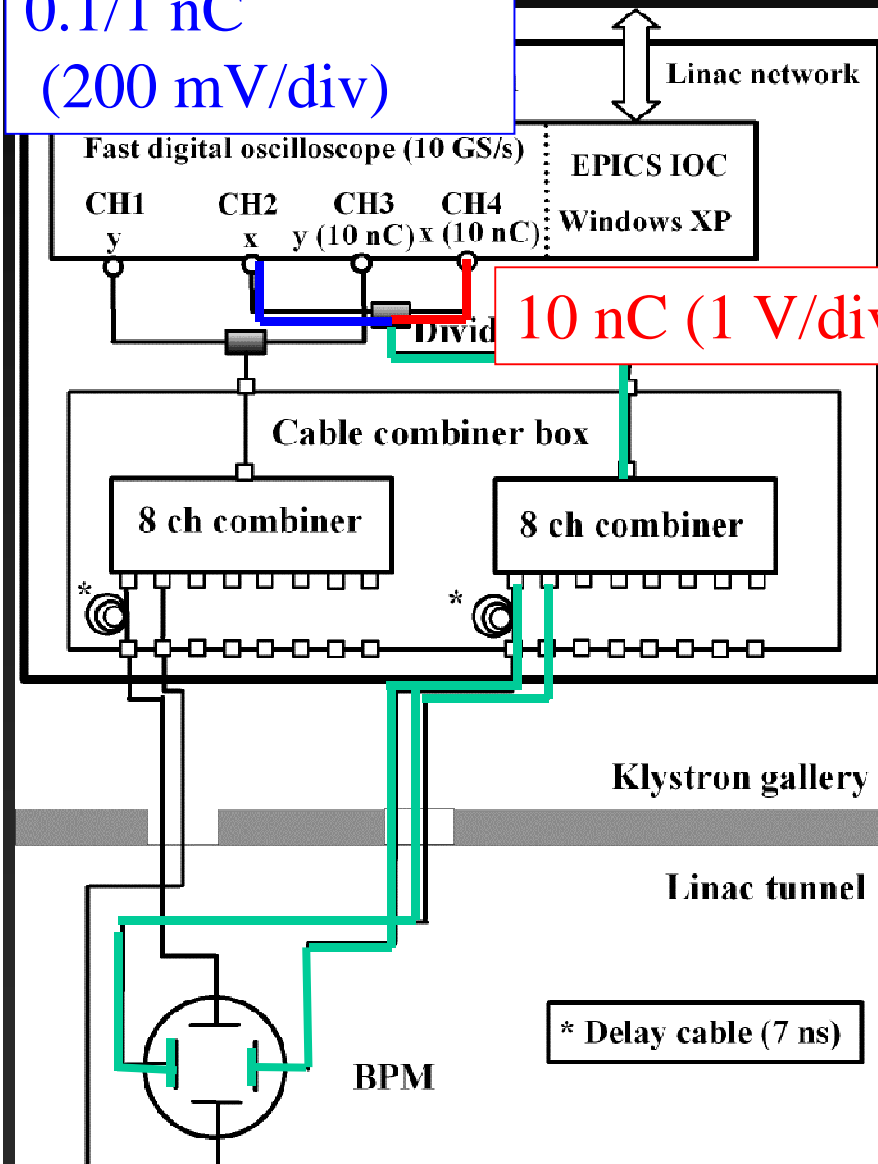 0.1/1 nC
(200 mV/div)
Linac network
Fast digital oscilloscope (10 GS/s)
EPICS IOC
Windows XP
CH1 CH2 CH3 CH4
y x y (10 nC) x (10 nC)
Divid
10 nC (1 V/div
Cable combiner box
8 ch combiner 8 ch combiner
* *
Klystron gallery
Linac tunnel
* Delay cable (7 ns)
BPM